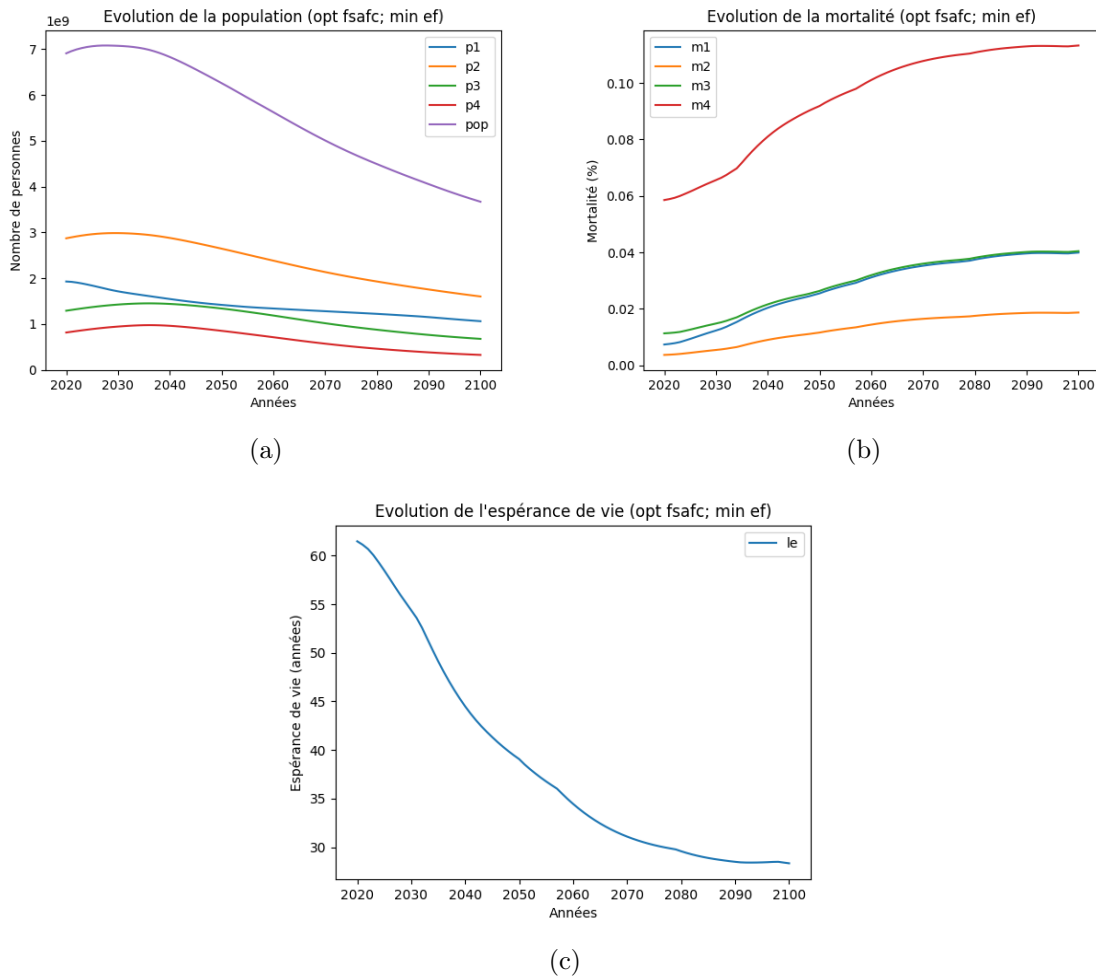 Evolution de la population (opt fsafc; min ef)
1e9
7
6
5
4
3
2
1
0
2020 2030 2040 2050 2060 2070 2080 2090 2100
Années
Nombre de personnes
p1
p2
p3
p4
pop
(a)
Evolution de la mortalité (opt fsafc; min ef)
0.10
0.08
0.06
0.04
0.02
0.00
2020 2030 2040 2050 2060 2070 2080 2090 2100
Années
Mortalité (%)
m1
m2
m3
m4
(b)
Evolution de l'espérance de vie (opt fsafc; min ef)
60
55
50
45
40
35
30
2020 2030 2040 2050 2060 2070 2080 2090 2100
Années
Espérance de vie (années)
le
(c)